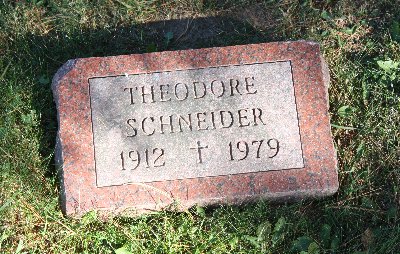 THEODORE
SCHNEIDER
1912 † 1979